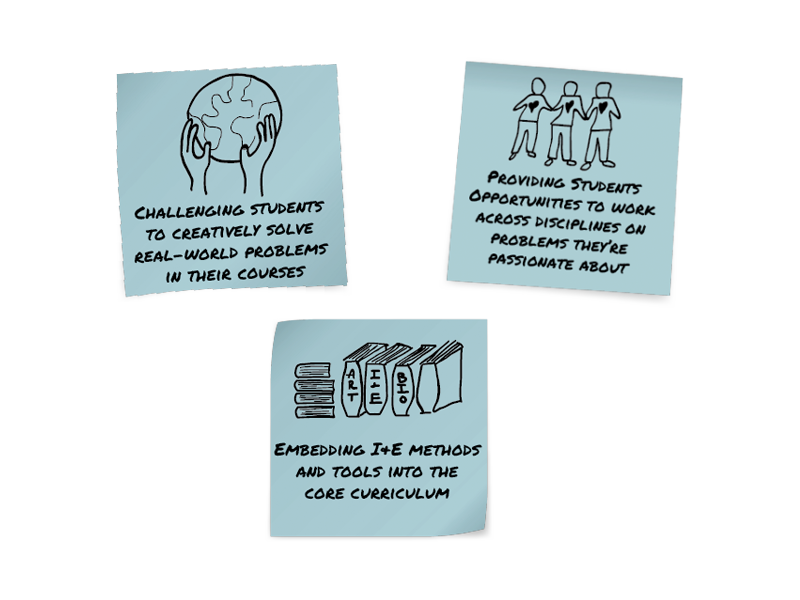 Challenging students
to creatively solve
real-world problems
in their courses
Providing Students
Opportunities to work
across disciplines on
problems they're
passionate about
ART
I+E
BIO
Embedding I+E methods
and tools into the
core curriculum